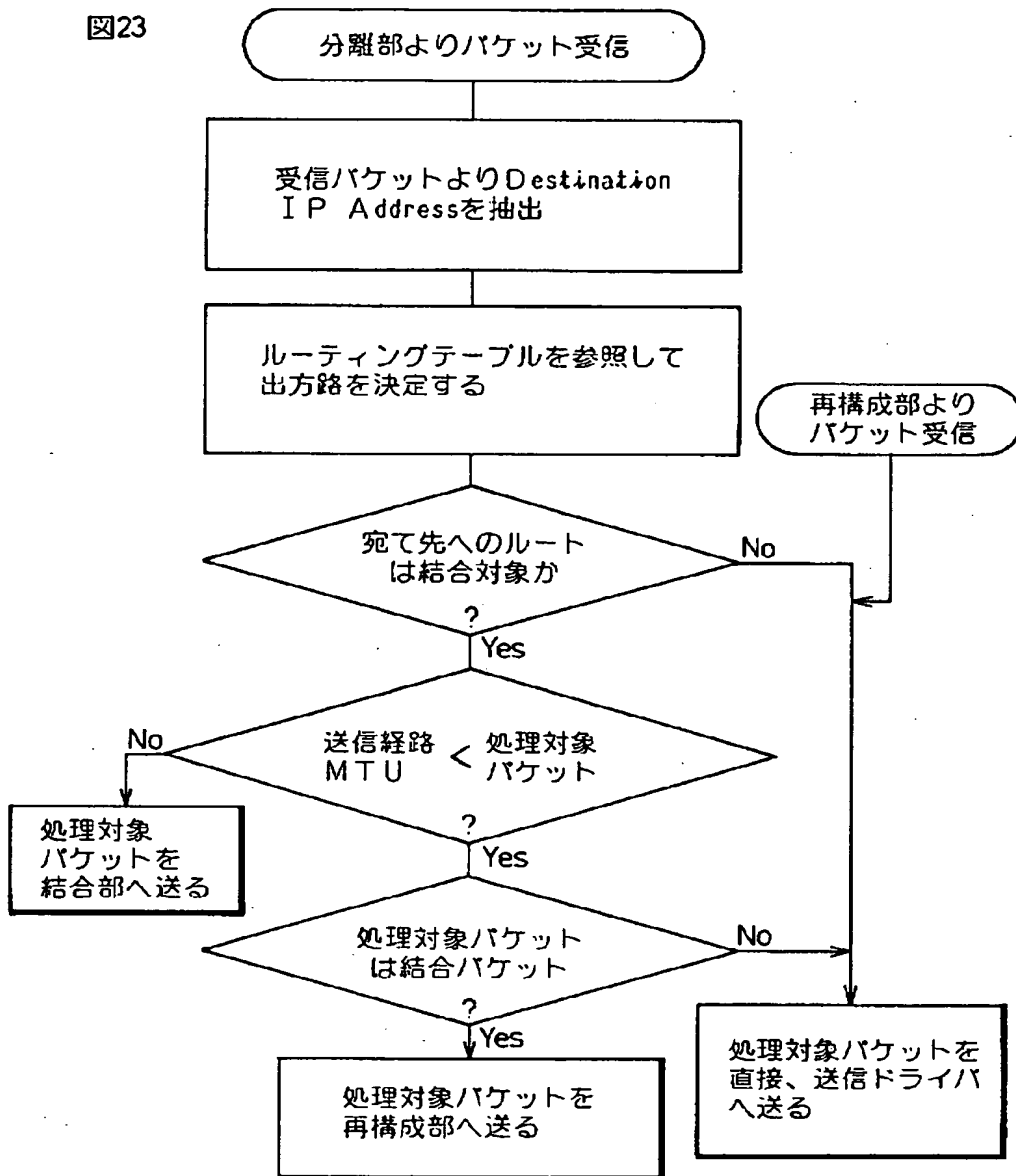 図23
分離部よりパケット受信
受信パケットよりDestination
IP Addressを抽出
ルーティングテーブルを参照して
出方路を決定する
再構成部より
パケット受信
宛て先へのルート
は結合対象か
?
No
Yes
送信経路
MTU
<
処理対象
パケット
?
No
Yes
処理対象
パケットを
結合部へ送る
処理対象パケット
は結合パケット
?
No
Yes
処理対象パケットを
再構成部へ送る
処理対象パケットを
直接、送信ドライバ
へ送る